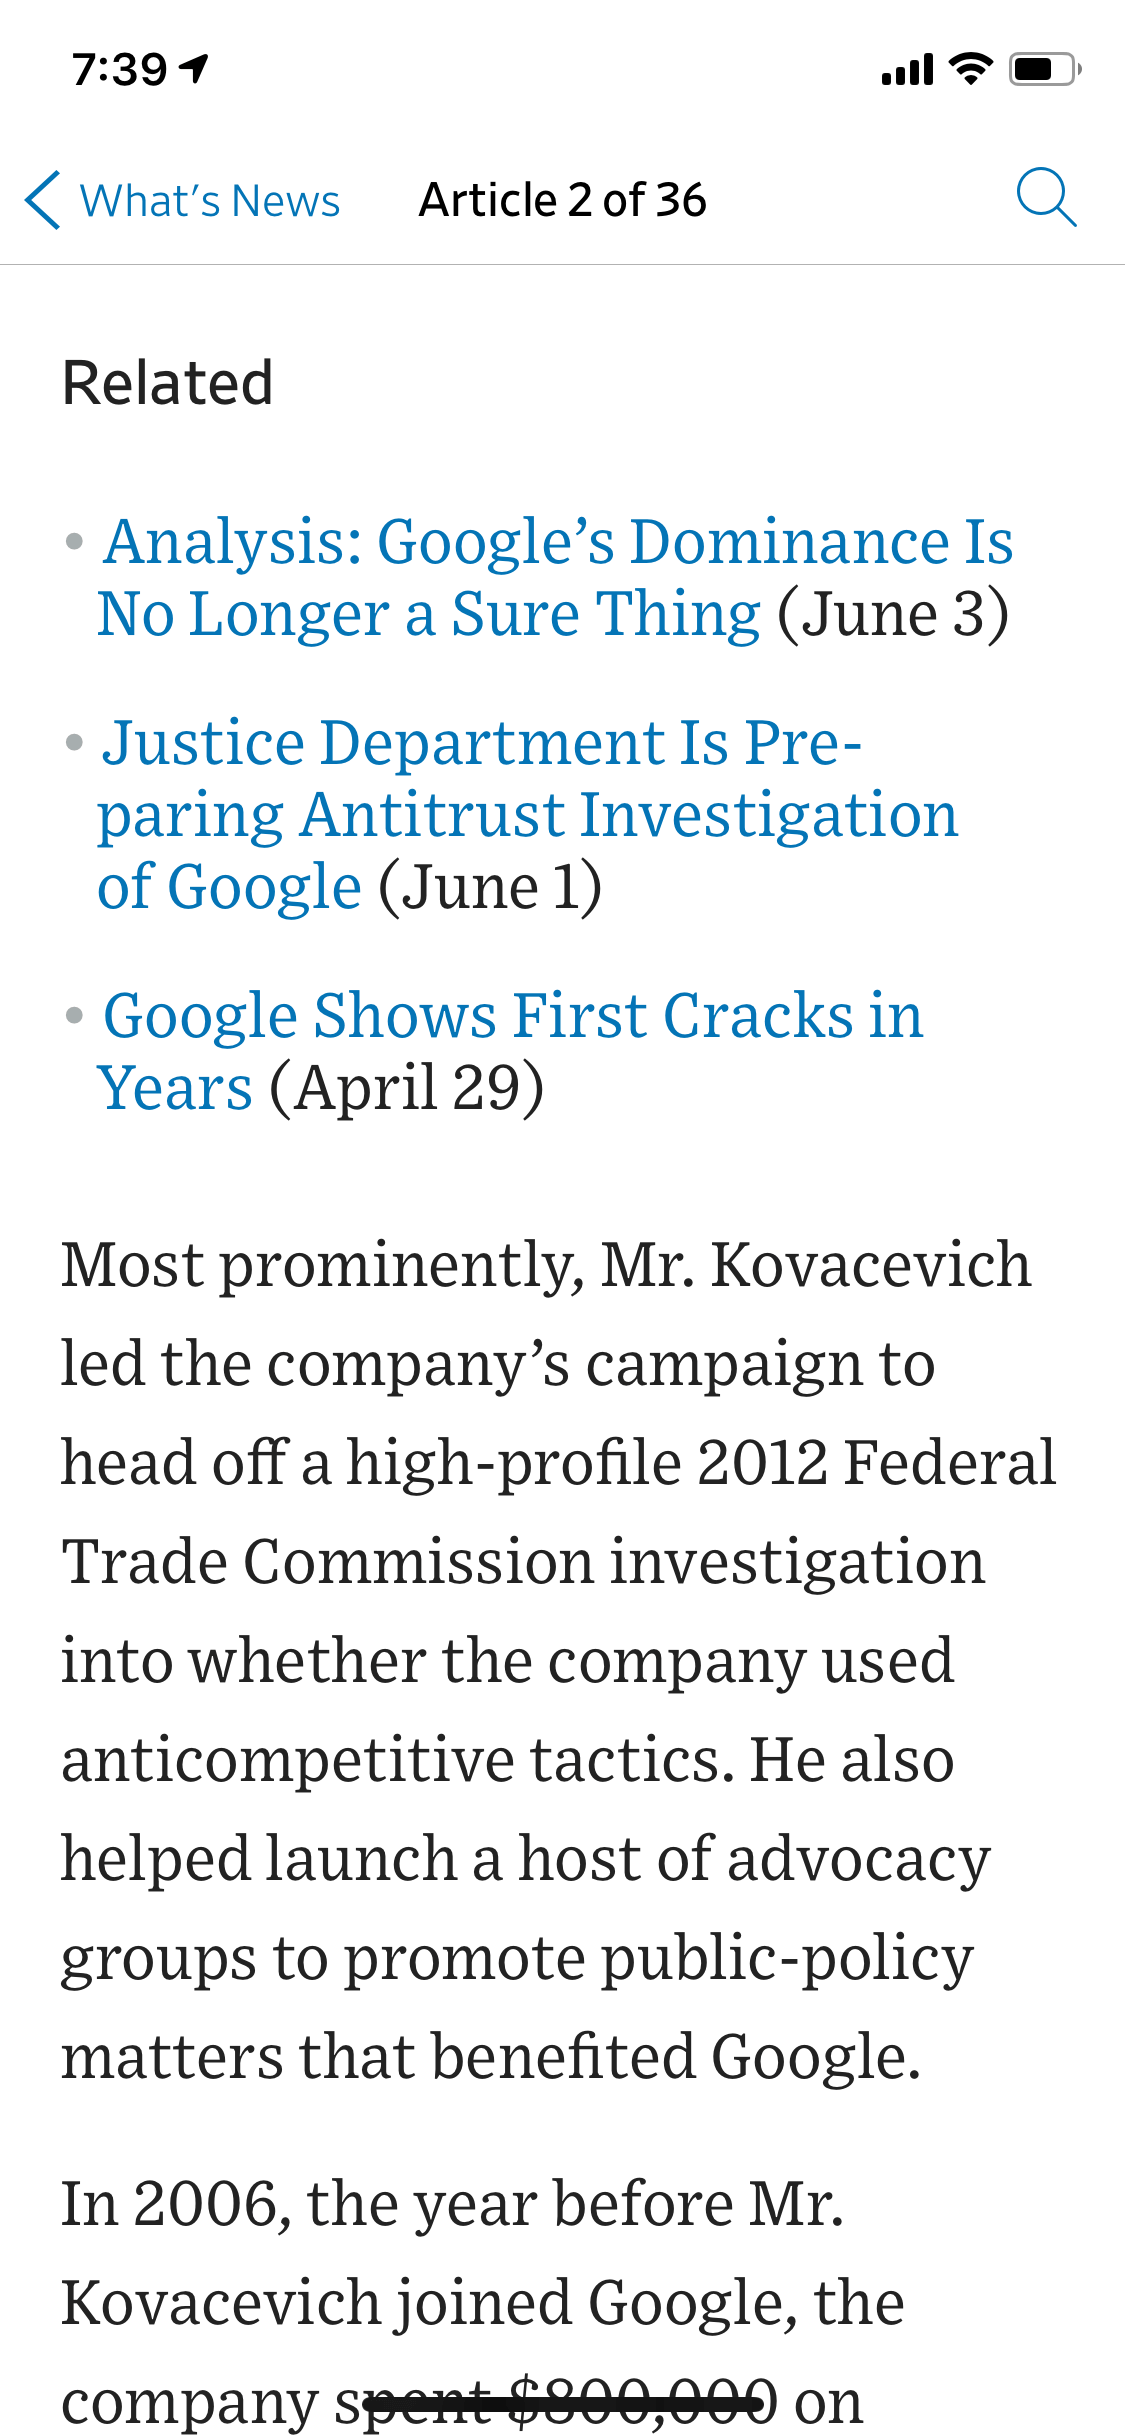 7:39
What's News Article 2 of 36
Related
• Analysis: Google’s Dominance Is
No Longer a Sure Thing (June 3)
• Justice Department Is Pre-
paring Antitrust Investigation
of Google (June 1)
• Google Shows First Cracks in
Years (April 29)
Most prominently, Mr. Kovacevich
led the company’s campaign to
head off a high-profile 2012 Federal
Trade Commission investigation
into whether the company used
anticompetitive tactics. He also
helped launch a host of advocacy
groups to promote public-policy
matters that benefited Google.
In 2006, the year before Mr.
Kovacevich joined Google, the
company spent $800,000 on